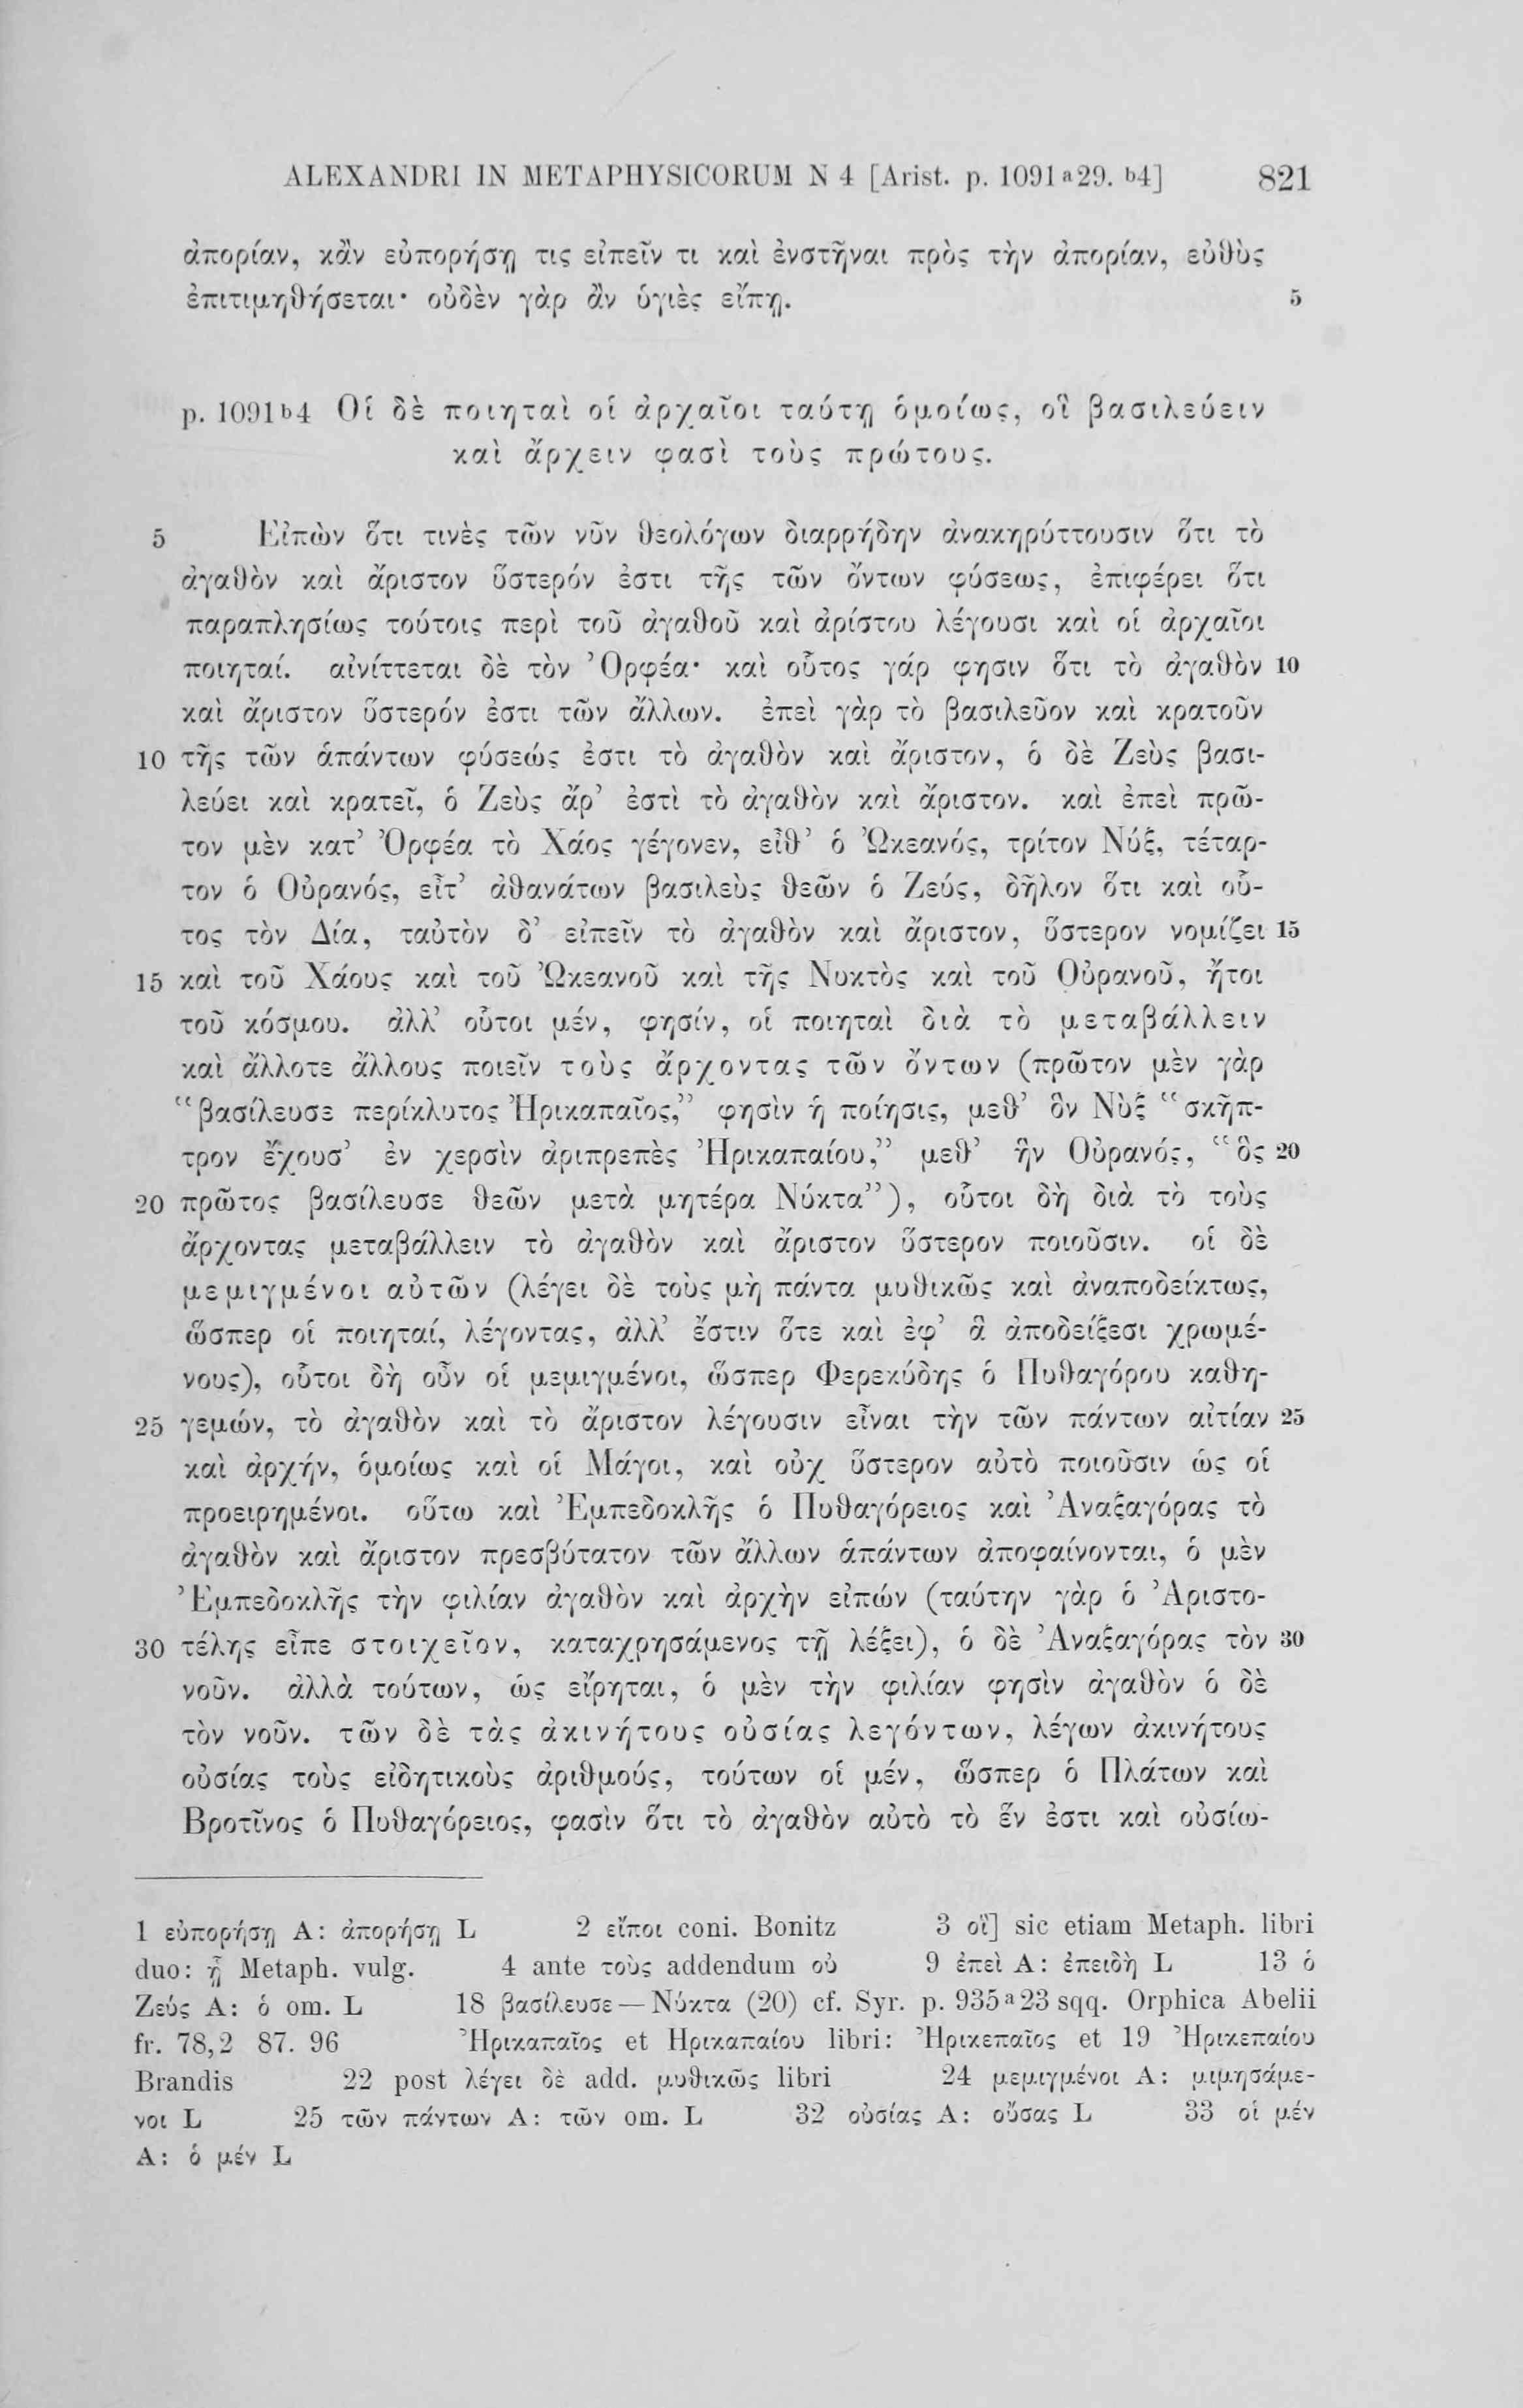 ALEXANDRI IN METAPHYSICORUM N 4 [Arist. p. 1091 a 29. b4] 821
ἀπορίαν, κἂν εὐπορήσῃ τις εἰπεῖν τι καὶ ἐνστῆναι πρὸς τὴν ἀπορίαν, εὐθὺς
ἐπιτιμηθήσεται· οὐδὲν γὰρ ἂν ὑγιὲς εἴπῃ. 5
p. 1091 b 4 Οἱ δὲ ποιηταὶ οἱ ἀρχαῖοι ταύτῃ ὁμοίως, οἳ βασιλεύειν
καὶ ἄρχειν φασὶ τοὺς πρώτους.
5 Εἰπὼν ὅτι τινὲς τῶν νῦν θεολόγων διαρρήδην ἀνακηρύττουσιν ὅτι τὸ
ἀγαθὸν καὶ ἄριστον ὕστερόν ἐστι τῆς τῶν ὄντων φύσεως, ἐπιφέρει ὅτι
παραπλησίως τούτοις περὶ τοῦ ἀγαθοῦ καὶ ἀρίστου λέγουσι καὶ οἱ ἀρχαῖοι
ποιηταί. αἰνίττεται δὲ τὸν Ὀρφέα· καὶ οὗτος γάρ φησιν ὅτι τὸ ἀγαθὸν 10
καὶ ἄριστον ὕστερόν ἐστι τῶν ἄλλων. ἐπεὶ γὰρ τὸ βασιλεῦον καὶ κρατοῦν
10 τῆς τῶν ἁπάντων φύσεώς ἐστι τὸ ἀγαθὸν καὶ ἄριστον, ὁ δὲ Ζεὺς βασι-
λεύει καὶ κρατεῖ, ὁ Ζεὺς ἄρ’ ἐστὶ τὸ ἀγαθὸν καὶ ἄριστον. καὶ ἐπεὶ πρῶ-
τον μὲν κατ’ Ὀρφέα τὸ Χάος γέγονεν, εἶθ’ ὁ Ὠκεανός, τρίτον Νύξ, τέταρ-
τον ὁ Οὐρανός, εἶτ’ ἀθανάτων βασιλεὺς θεῶν ὁ Ζεύς, δῆλον ὅτι καὶ οὗ-
τος τὸν Δία, ταὐτὸν δ’ εἰπεῖν τὸ ἀγαθὸν καὶ ἄριστον, ὕστερον νομίζει 15
15 καὶ τοῦ Χάους καὶ τοῦ Ὠκεανοῦ καὶ τῆς Νυκτὸς καὶ τοῦ Οὐρανοῦ, ἤτοι
τοῦ κόσμου. ἀλλ’ οὗτοι μέν, φησίν, οἱ ποιηταὶ διὰ τὸ μεταβάλλειν
καὶ ἄλλοτε ἄλλους ποιεῖν τοὺς ἄρχοντας τῶν ὄντων (πρῶτον μὲν γὰρ
“βασίλευσε περίκλυτος Ἠρικαπαῖος,” φησὶν ἡ ποίησις, μεθ’ ὃν Νὺξ “σκῆπ-
τρον ἔχουσ’ ἐν χερσὶν ἀριπρεπὲς Ἠρικαπαίου,” μεθ’ ἣν Οὐρανός, “ὃς 20
20 πρῶτος βασίλευσε θεῶν μετὰ μητέρα Νύκτα”), οὗτοι δὴ διὰ τὸ τοὺς
ἄρχοντας μεταβάλλειν τὸ ἀγαθὸν καὶ ἄριστον ὕστερον ποιοῦσιν. οἱ δὲ
μεμιγμένοι αὐτῶν (λέγει δὲ τοὺς μὴ πάντα μυθικῶς καὶ ἀναποδείκτως,
ὥσπερ οἱ ποιηταί, λέγοντας, ἀλλ’ ἔστιν ὅτε καὶ ἐφ’ ἃ ἀποδείξεσι χρωμέ-
νους), οὗτοι δὴ οὖν οἱ μεμιγμένοι, ὥσπερ Φερεκύδης ὁ Πυθαγόρου καθη-
25 γεμών, τὸ ἀγαθὸν καὶ τὸ ἄριστον λέγουσιν εἶναι τὴν τῶν πάντων αἰτίαν 25
καὶ ἀρχήν, ὁμοίως καὶ οἱ Μάγοι, καὶ οὐχ ὕστερον αὐτὸ ποιοῦσιν ὡς οἱ
προειρημένοι. οὕτω καὶ Ἐμπεδοκλῆς ὁ Πυθαγόρειος καὶ Ἀναξαγόρας τὸ
ἀγαθὸν καὶ ἄριστον πρεσβύτατον τῶν ἄλλων ἁπάντων ἀποφαίνονται, ὁ μὲν
Ἐμπεδοκλῆς τὴν φιλίαν ἀγαθὸν καὶ ἀρχὴν εἰπών (ταύτην γὰρ ὁ Ἀριστο-
30 τέλης εἶπε στοιχεῖον, καταχρησάμενος τῇ λέξει), ὁ δὲ Ἀναξαγόρας τὸν 30
νοῦν. ἀλλὰ τούτων, ὡς εἴρηται, ὁ μὲν τὴν φιλίαν φησὶν ἀγαθὸν ὁ δὲ
τὸν νοῦν. τῶν δὲ τὰς ἀκινήτους οὐσίας λεγόντων, λέγων ἀκινήτους
οὐσίας τοὺς εἰδητικοὺς ἀριθμούς, τούτων οἱ μέν, ὥσπερ ὁ Πλάτων καὶ
Βροτῖνος ὁ Πυθαγόρειος, φασὶν ὅτι τὸ ἀγαθὸν αὐτὸ τὸ ἕν ἐστι καὶ οὐσίω-
1 εὐπορήσῃ A: ἀπορήσῃ L 2 εἴποι coni. Bonitz 3 οἳ] sic etiam Metaph. libri
duo: ᾗ Metaph. vulg. 4 ante τοὺς addendum οὐ 9 ἐπεὶ A: ἐπειδὴ L 13 ὁ
Ζεύς A: ὁ om. L 18 βασίλευσε — Νύκτα (20) cf. Syr. p. 935 a 23 sqq. Orphica Abelii
fr. 78,2 87. 96 Ἠρικαπαῖος et Ηρικαπαίου libri: Ἠρικεπαῖος et 19 Ἠρικεπαίου
Brandis 22 post λέγει δὲ add. μυθικῶς libri 24 μεμιγμένοι A: μιμησάμε-
νοι L 25 τῶν πάντων A: τῶν om. L 32 οὐσίας A: οὔσας L 33 οἱ μέν
A: ὁ μέν L